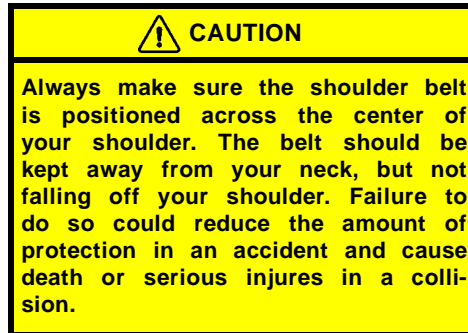 CAUTION
Always make sure the shoulder belt
is positioned across the center of
your shoulder. The belt should be
kept away from your neck, but not
falling off your shoulder. Failure to
do so could reduce the amount of
protection in an accident and cause
death or serious injures in a colli-
sion.